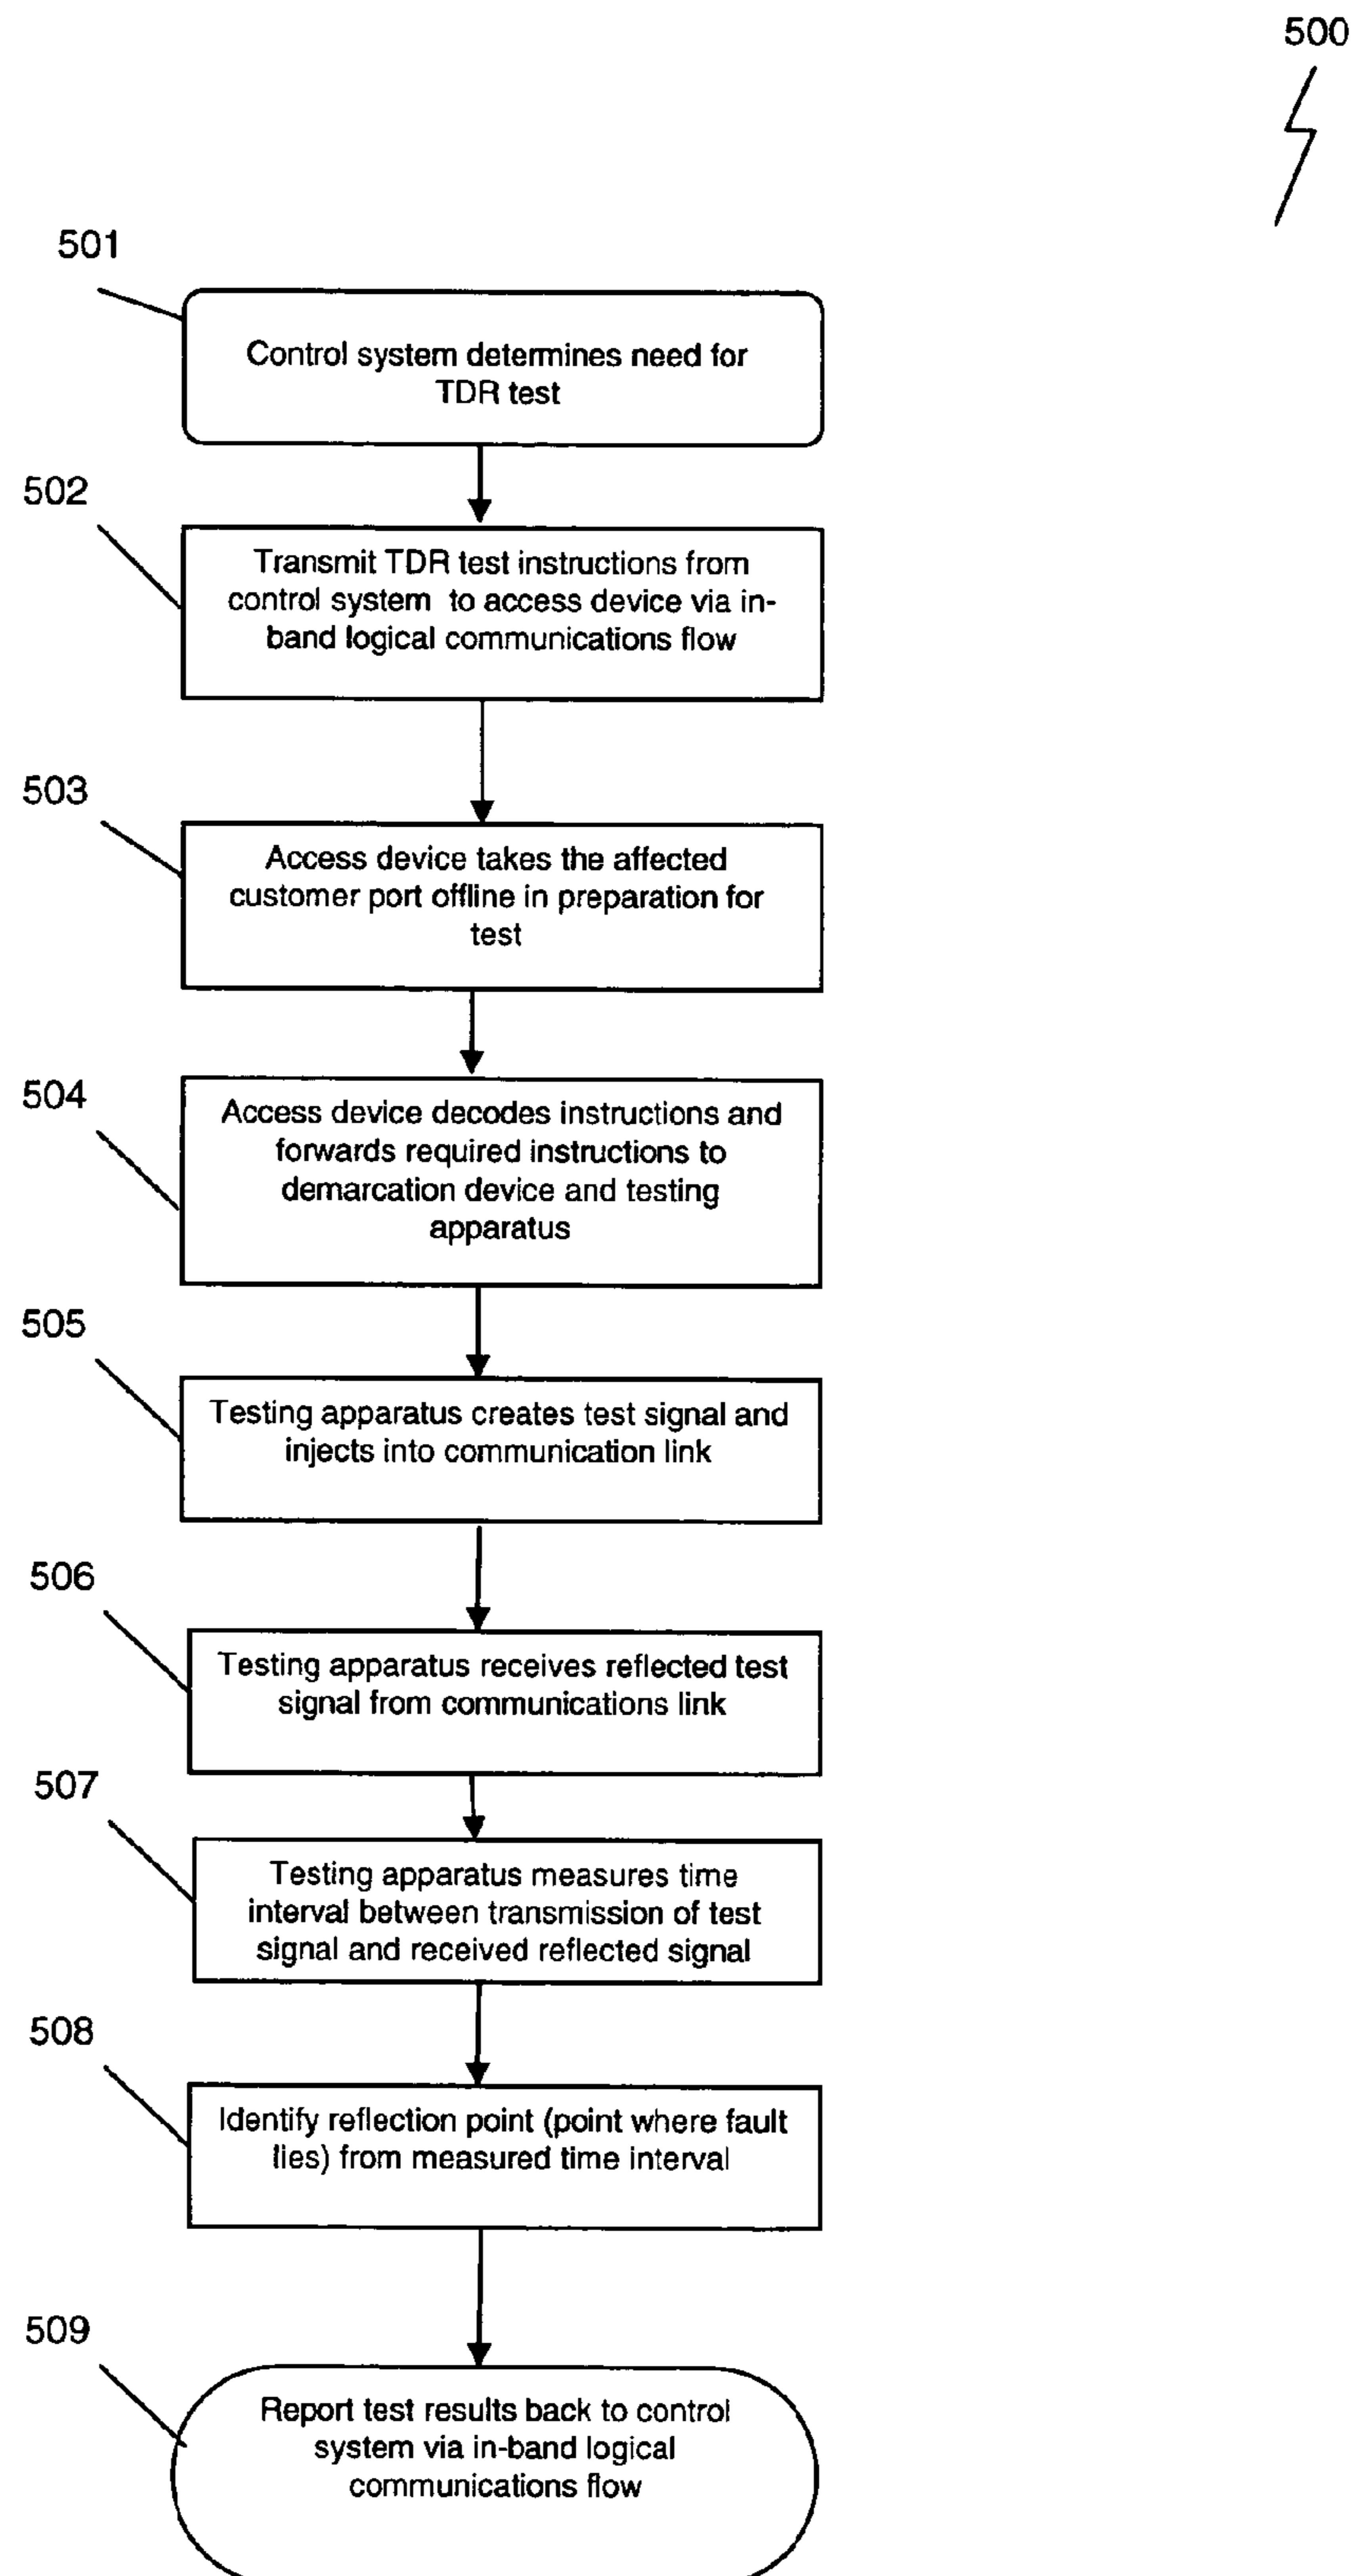 500
501
Control system determines need for
TDR test
502
Transmit TDR test instructions from
control system to access device via in-
band logical communications flow
503
Access device takes the affected
customer port offline in preparation for
test
504
Access device decodes instructions and
forwards required instructions to
demarcation device and testing
apparatus
505
Testing apparatus creates test signal and
injects into communication link
506
Testing apparatus receives reflected test
signal from communications link
507
Testing apparatus measures time
interval between transmission of test
signal and received reflected signal
508
Identify reflection point (point where fault
lies) from measured time interval
509
Report test results back to control
system via in-band logical
communications flow